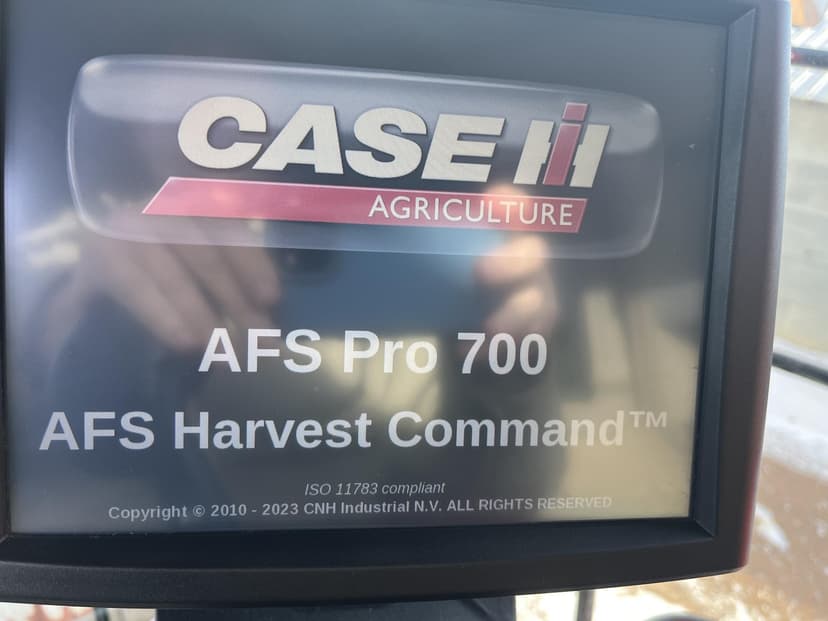 CASE IH
AGRICULTURE
AFS Pro 700
AFS Harvest Command™
ISO 11783 compliant
Copyright © 2010 - 2023 CNH Industrial N.V. ALL RIGHTS RESERVED